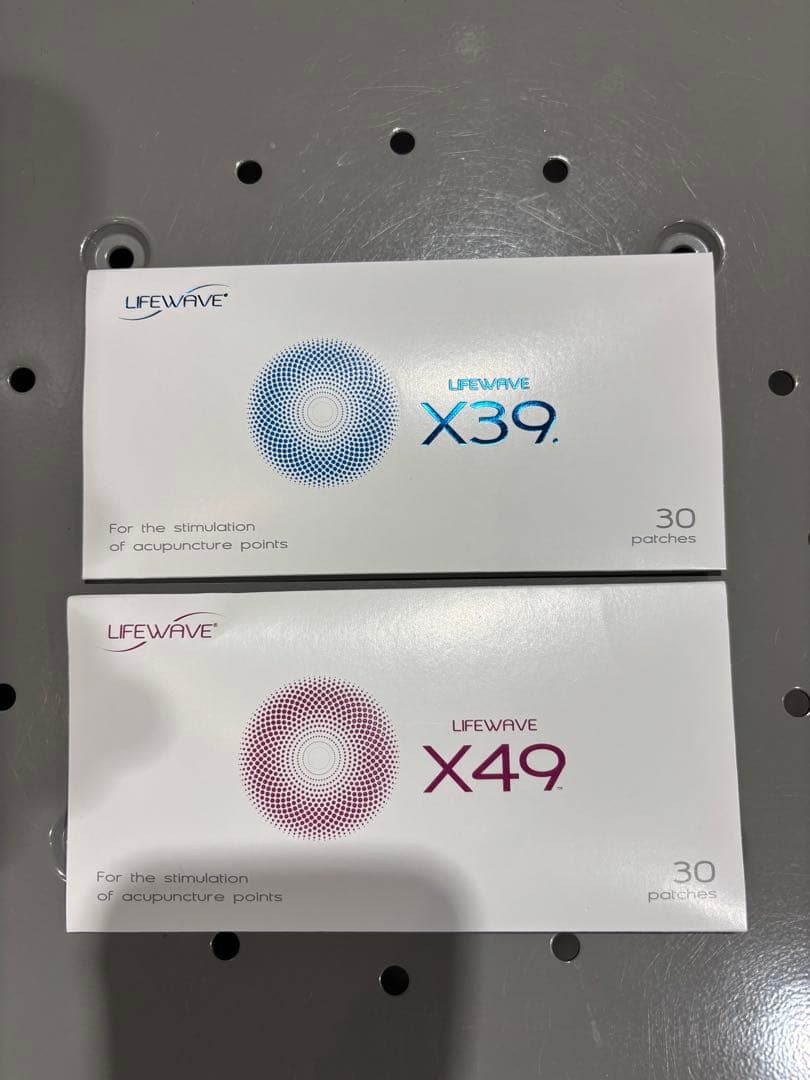 LIFEWAVE®
LIFEWAVE
X39®
For the stimulation
of acupuncture points
30
patches
LIFEWAVE®
LIFEWAVE
X49™
For the stimulation
of acupuncture points
30
patches